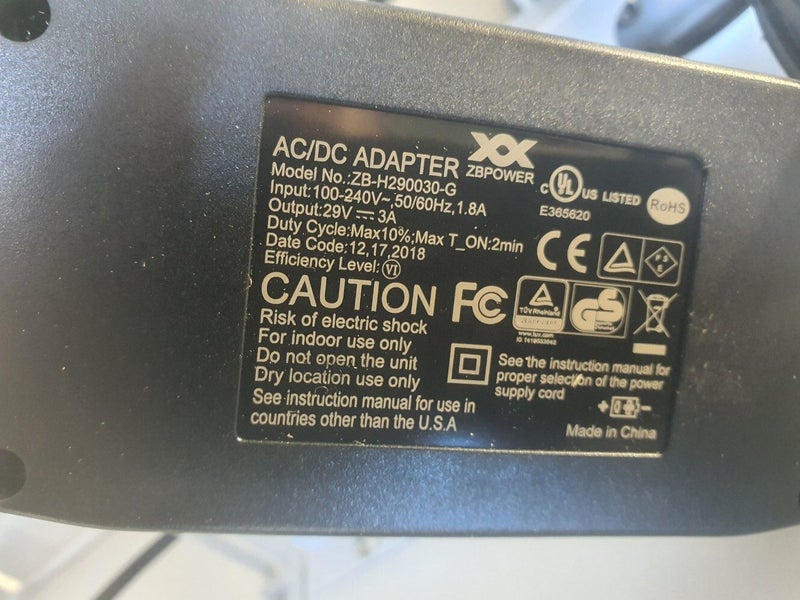 AC/DC ADAPTER
ZBPOWER
Model No.:ZB-H290030-G
Input:100-240V~,50/60Hz,1.8A
Output:29V⎓3A
Duty Cycle:Max10%;Max T_ON:2min
Date Code:12,17,2018
Efficiency Level:VI
c UL US LISTED
E365620
RoHS
CE
CAUTION
FC
TÜVRheinland
GS
Risk of electric shock
For indoor use only
Do not open the unit
Dry location use only
See instruction manual for use in
countries other than the U.S.A
See the instruction manual for
proper selection of the power
supply cord
Made in China